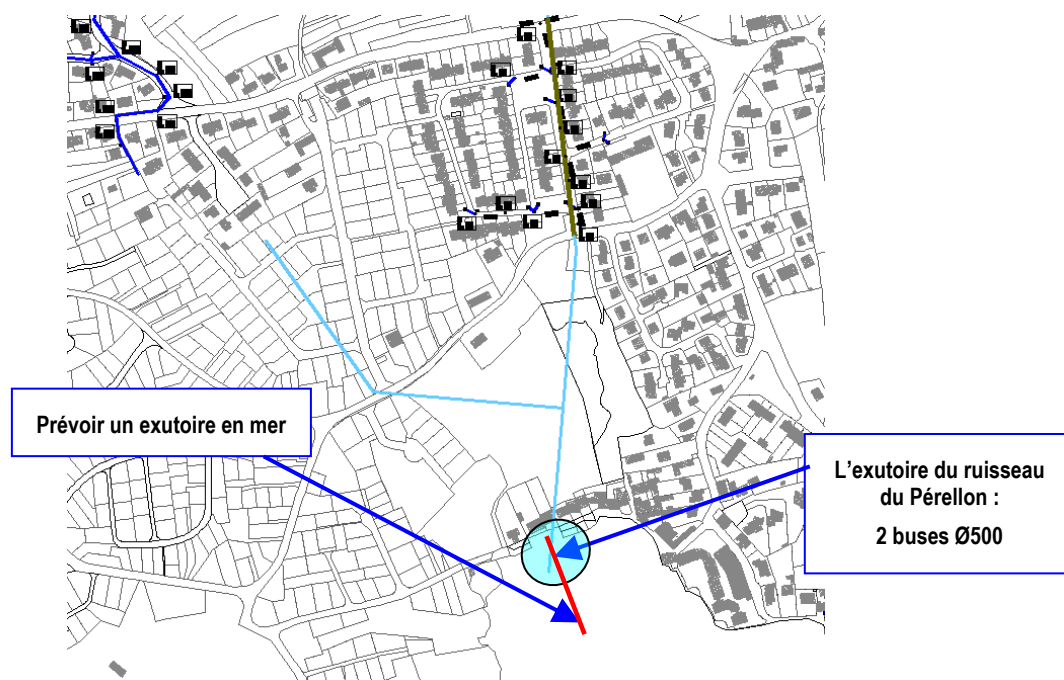 Prévoir un exutoire en mer
L'exutoire du ruisseau
du Pérellon :
2 buses Ø500